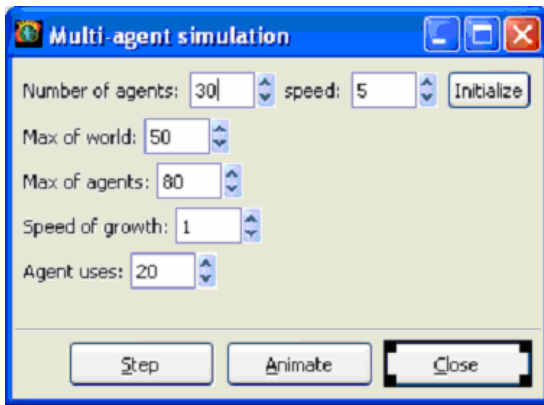 Multi-agent simulation
Number of agents: 30 speed: 5 Initialize
Max of world: 50
Max of agents: 80
Speed of growth: 1
Agent uses: 20
Step Animate Close